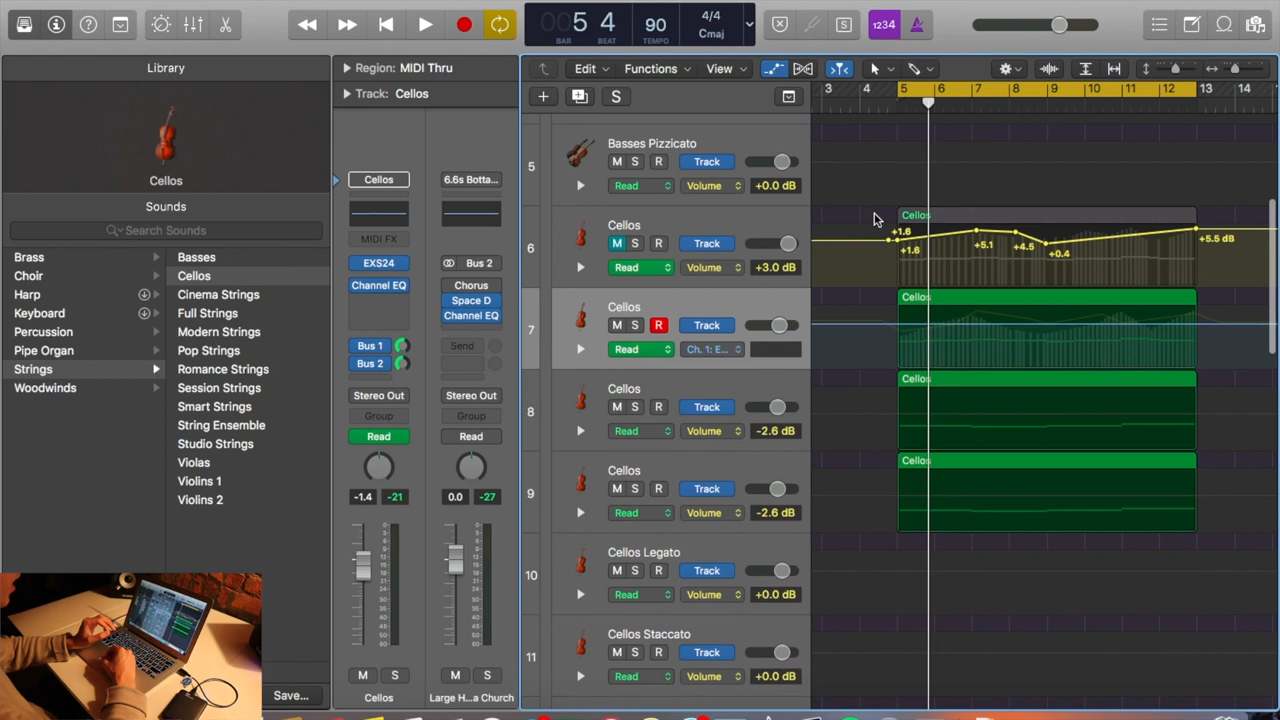 5 4
BAR BEAT
90
TEMPO
4/4
Cmaj
S
1234
Library
Cellos
Sounds
Search Sounds
Brass
Choir
Harp
Keyboard
Percussion
Pipe Organ
Strings
Woodwinds
Basses
Cellos
Cinema Strings
Full Strings
Modern Strings
Pop Strings
Romance Strings
Session Strings
Smart Strings
String Ensemble
Studio Strings
Violas
Violins 1
Violins 2
Save...
Region: MIDI Thru
Track: Cellos
Cellos
MIDI FX
EXS24
Channel EQ
Bus 1
Bus 2
Stereo Out
Group
Read
-1.4 -21
M S
Cellos
6.6s Botta...
Bus 2
Chorus
Space D
Channel EQ
Send
Stereo Out
Group
Read
0.0 -27
M S
Large H...a Church
Edit Functions View
S
3 4 5 6 7 8 9 10 11 12 13 14
5
Basses Pizzicato
M S R Track
Read Volume +0.0 dB
6
Cellos
M S R Track
Read Volume +3.0 dB
Cellos
+1.6
+1.6
+5.1
+4.5
+0.4
+5.5 dB
7
Cellos
M S R Track
Read Ch. 1: E...
Cellos
8
Cellos
M S R Track
Read Volume -2.6 dB
Cellos
9
Cellos
M S R Track
Read Volume -2.6 dB
Cellos
10
Cellos Legato
M S R Track
Read Volume +0.0 dB
11
Cellos Staccato
M S R Track
Read Volume +0.0 dB